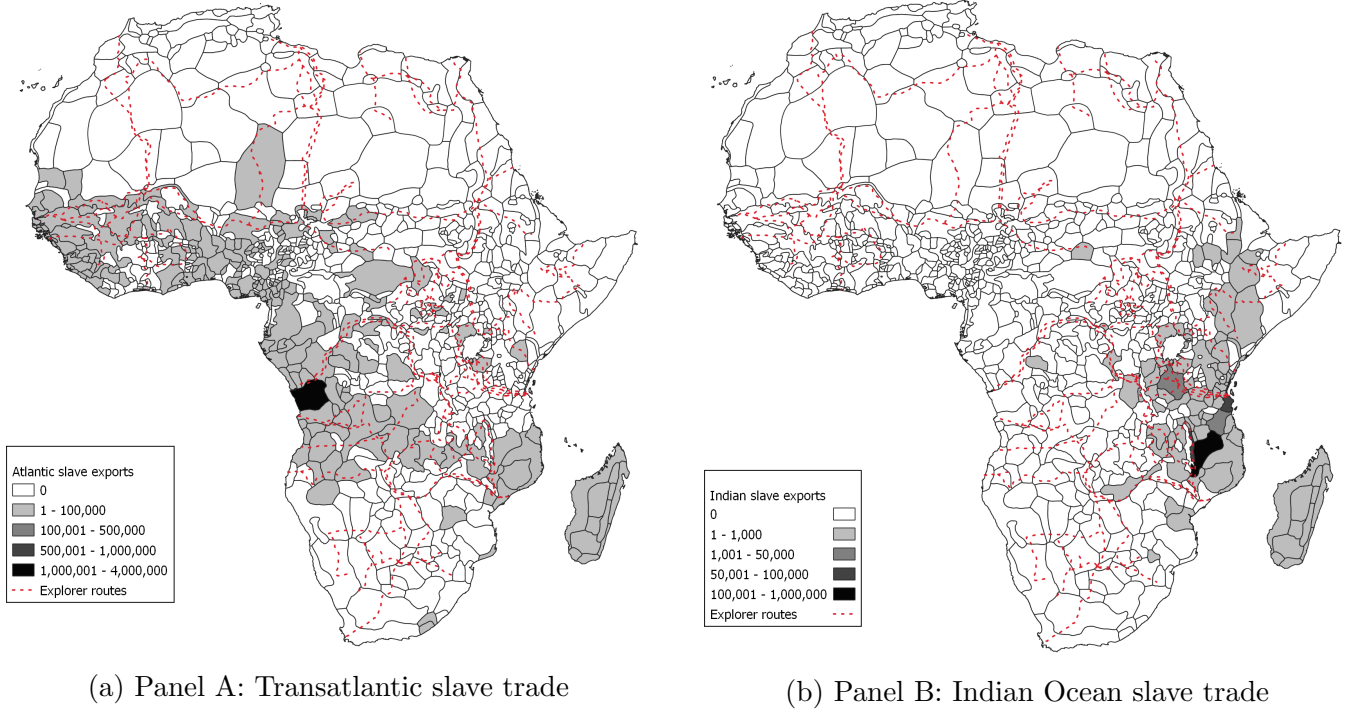 Atlantic slave exports
0
1 - 100,000
100,001 - 500,000
500,001 - 1,000,000
1,000,001 - 4,000,000
Explorer routes
(a) Panel A: Transatlantic slave trade
Indian slave exports
0
1 - 1,000
1,001 - 50,000
50,001 - 100,000
100,001 - 1,000,000
Explorer routes
(b) Panel B: Indian Ocean slave trade